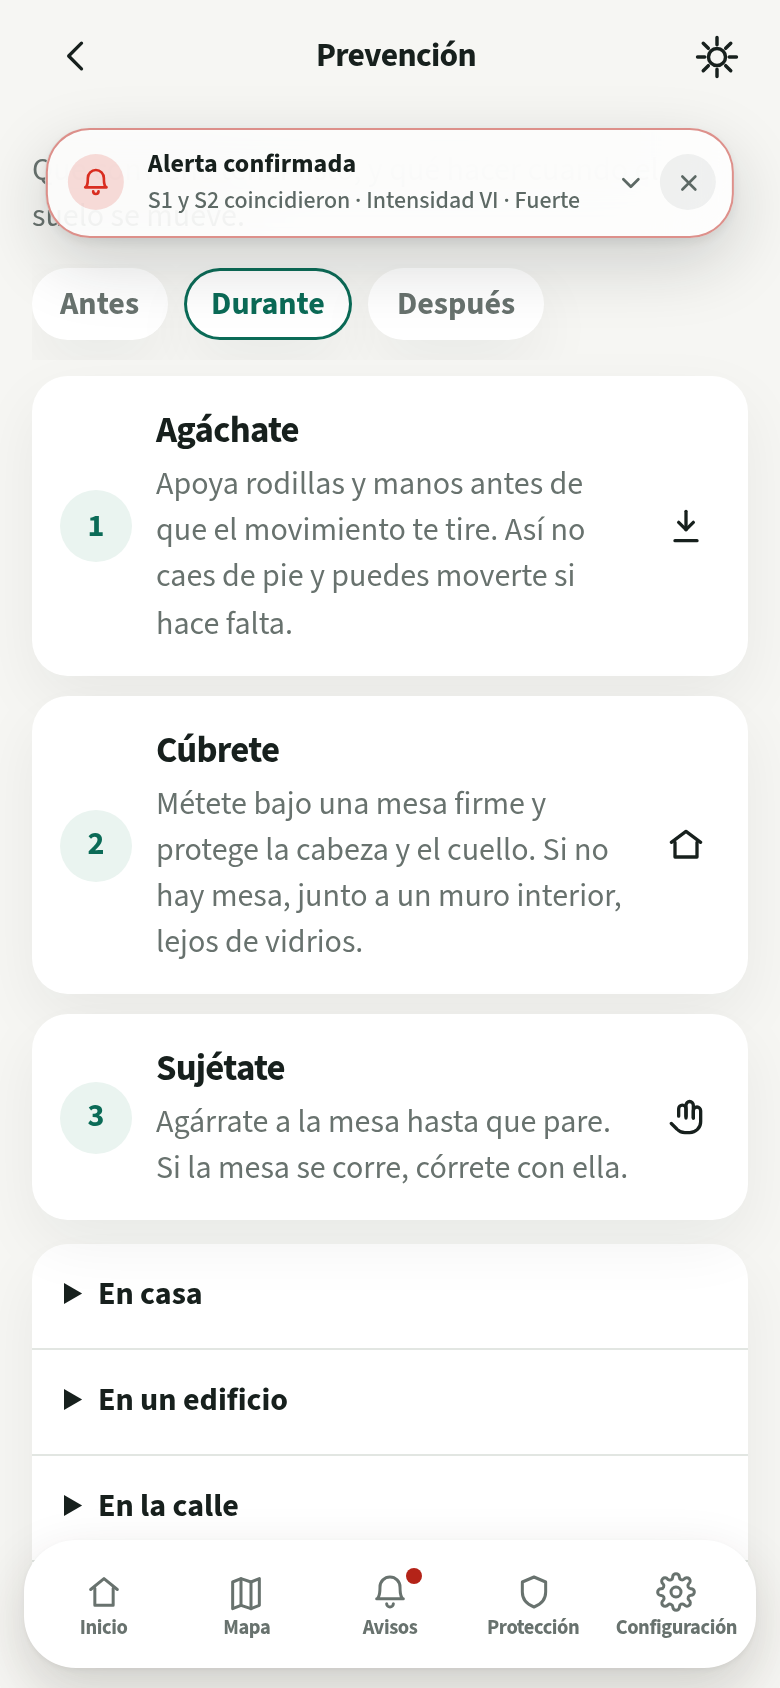 Prevención
Alerta confirmada
S1 y S2 coincidieron · Intensidad VI · Fuerte
suelo se mueve.
Antes
Durante
Después
Agáchate
1
Apoya rodillas y manos antes de
que el movimiento te tire. Así no
caes de pie y puedes moverte si
hace falta.
Cúbrete
2
Métete bajo una mesa firme y
protege la cabeza y el cuello. Si no
hay mesa, junto a un muro interior,
lejos de vidrios.
Sujétate
3
Agárrate a la mesa hasta que pare.
Si la mesa se corre, córrete con ella.
En casa
En un edificio
En la calle
Inicio
Mapa
Avisos
Protección
Configuración